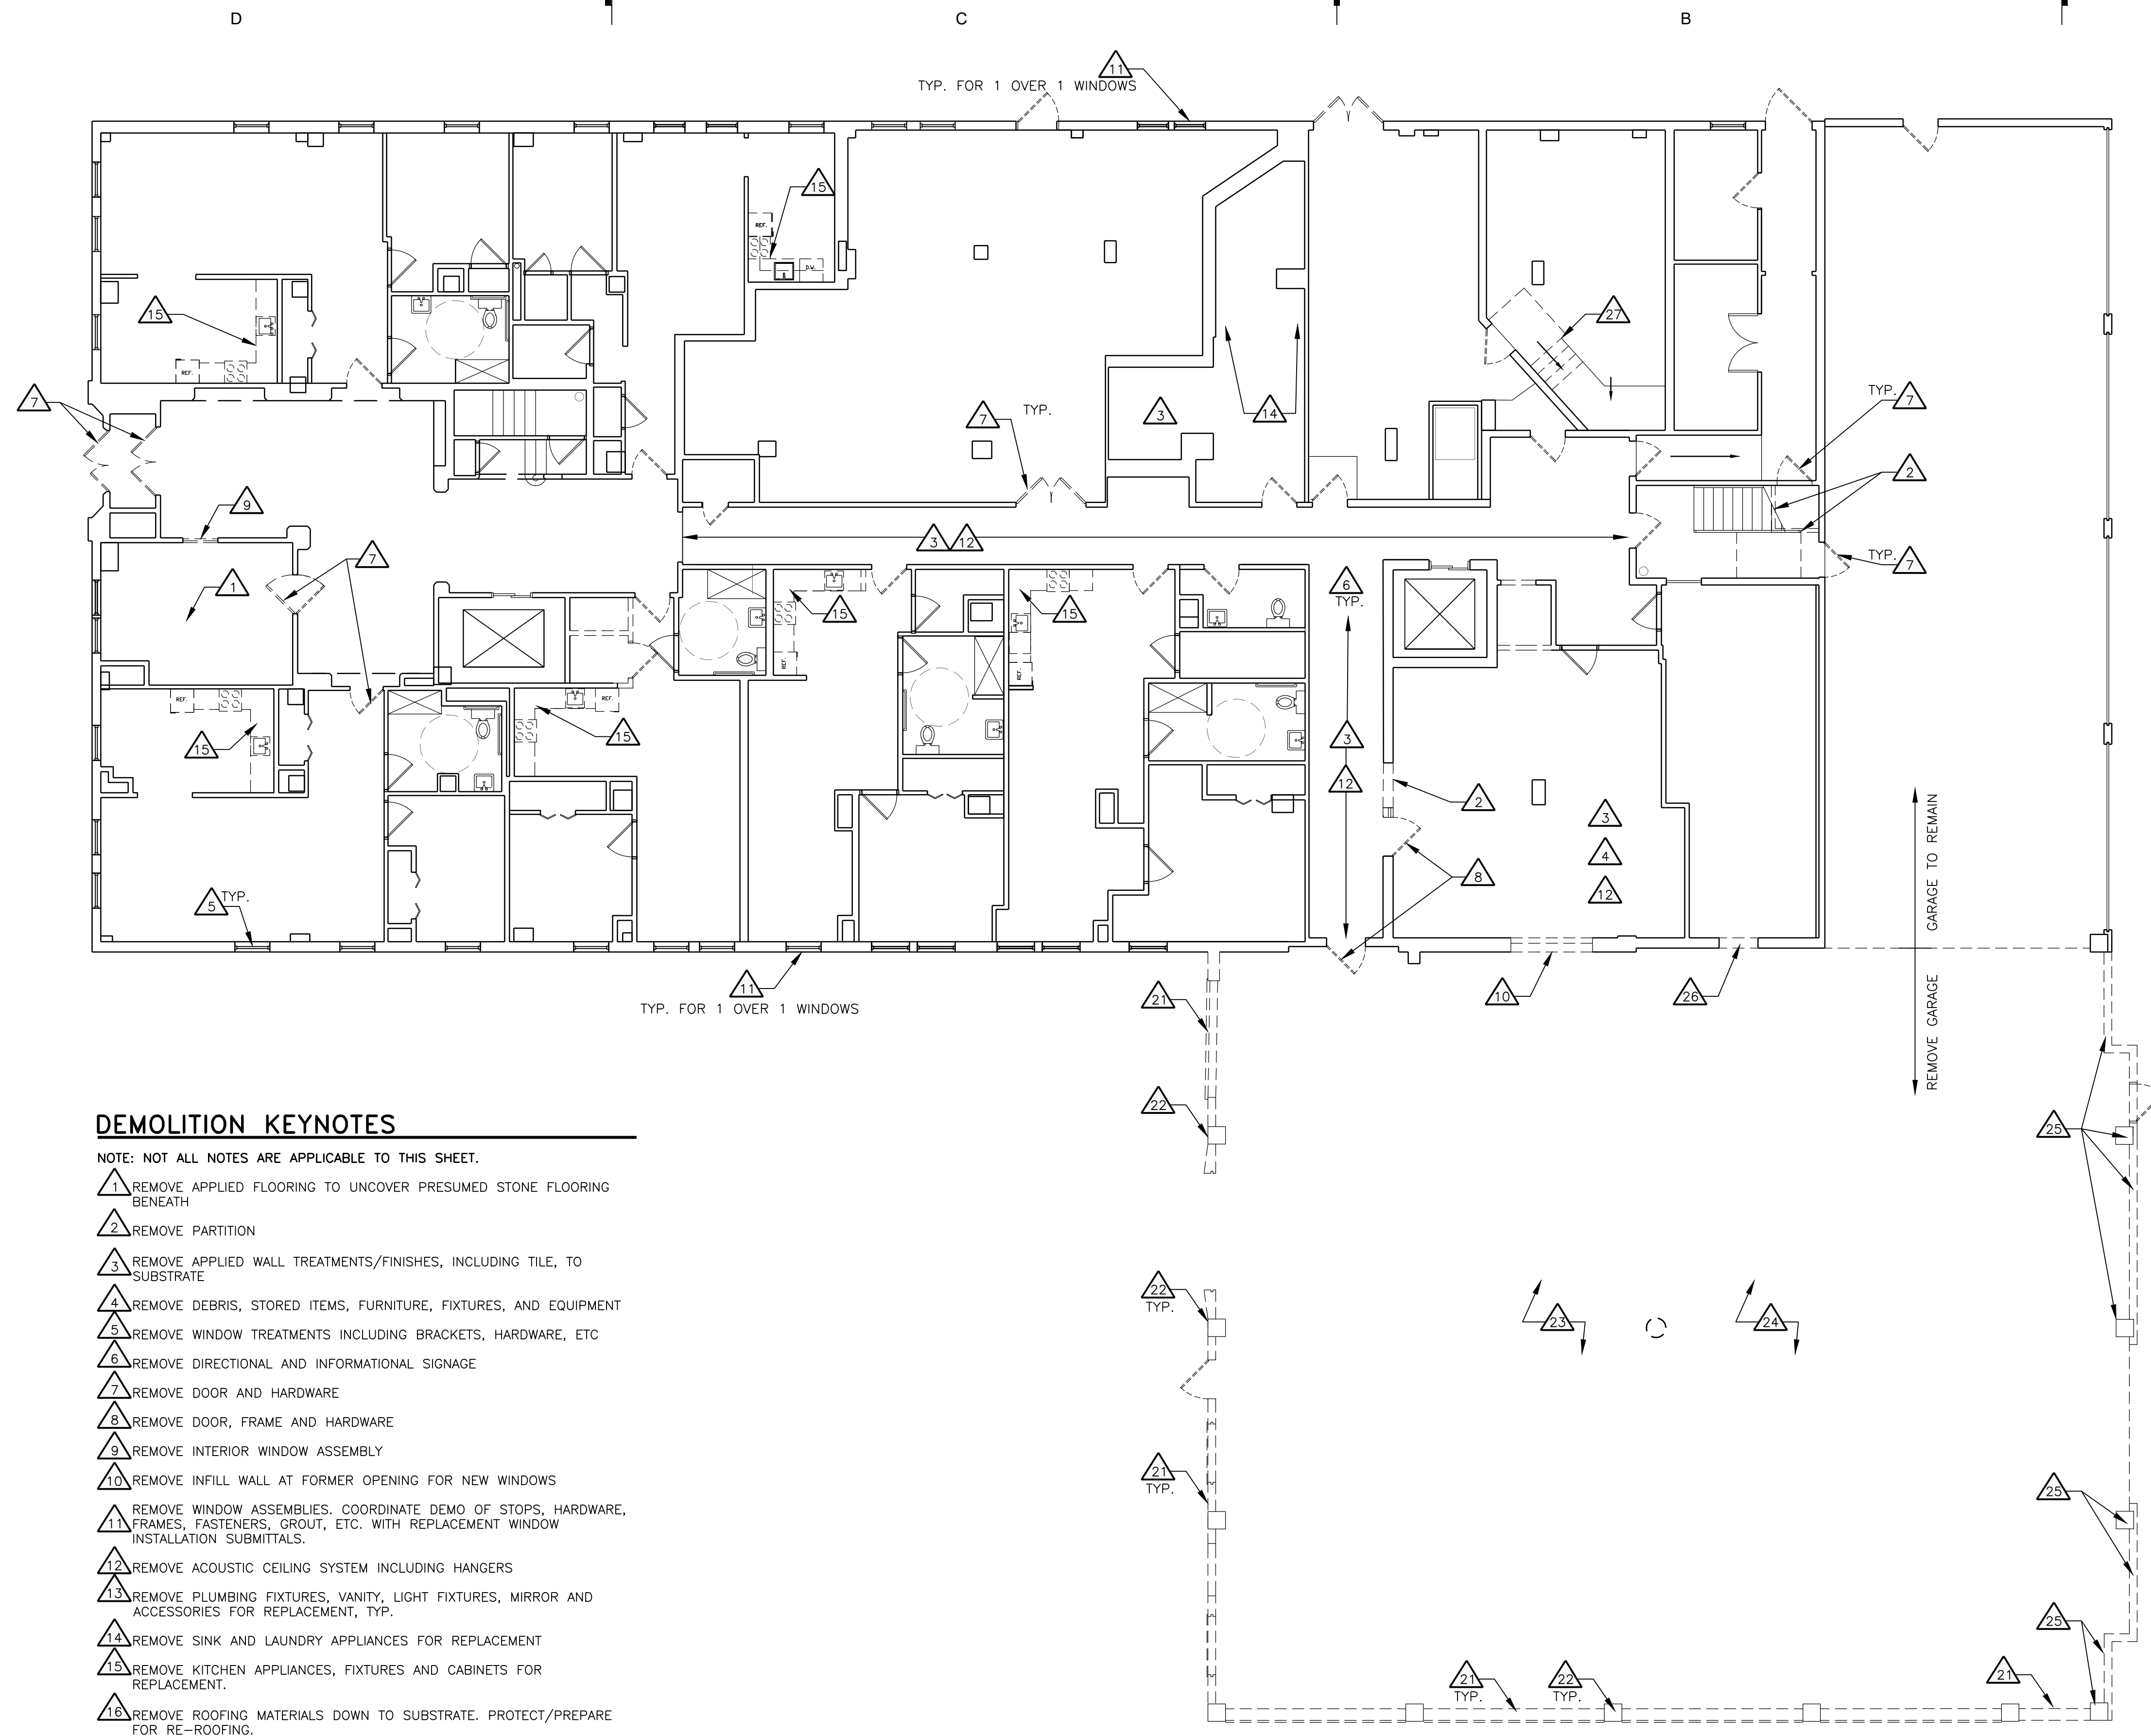 D
C
B
11
TYP. FOR 1 OVER 1 WINDOWS
15
REF.
D.W.
15
REF.
27
7
7
TYP.
3
14
TYP.
7
9
2
3
12
7
TYP.
7
1
15
15
6
TYP.
REF.
REF.
REF.
REF.
15
15
3
12
2
3
4
12
8
5
TYP.
GARAGE TO REMAIN
REMOVE GARAGE
11
TYP. FOR 1 OVER 1 WINDOWS
21
10
26
22
25
22
TYP.
23
24
21
TYP.
25
25
21
TYP.
22
TYP.
21
DEMOLITION KEYNOTES
NOTE: NOT ALL NOTES ARE APPLICABLE TO THIS SHEET.
1 REMOVE APPLIED FLOORING TO UNCOVER PRESUMED STONE FLOORING
BENEATH
2 REMOVE PARTITION
3 REMOVE APPLIED WALL TREATMENTS/FINISHES, INCLUDING TILE, TO
SUBSTRATE
4 REMOVE DEBRIS, STORED ITEMS, FURNITURE, FIXTURES, AND EQUIPMENT
5 REMOVE WINDOW TREATMENTS INCLUDING BRACKETS, HARDWARE, ETC
6 REMOVE DIRECTIONAL AND INFORMATIONAL SIGNAGE
7 REMOVE DOOR AND HARDWARE
8 REMOVE DOOR, FRAME AND HARDWARE
9 REMOVE INTERIOR WINDOW ASSEMBLY
10 REMOVE INFILL WALL AT FORMER OPENING FOR NEW WINDOWS
11 REMOVE WINDOW ASSEMBLIES. COORDINATE DEMO OF STOPS, HARDWARE,
FRAMES, FASTENERS, GROUT, ETC. WITH REPLACEMENT WINDOW
INSTALLATION SUBMITTALS.
12 REMOVE ACOUSTIC CEILING SYSTEM INCLUDING HANGERS
13 REMOVE PLUMBING FIXTURES, VANITY, LIGHT FIXTURES, MIRROR AND
ACCESSORIES FOR REPLACEMENT, TYP.
14 REMOVE SINK AND LAUNDRY APPLIANCES FOR REPLACEMENT
15 REMOVE KITCHEN APPLIANCES, FIXTURES AND CABINETS FOR
REPLACEMENT.
16 REMOVE ROOFING MATERIALS DOWN TO SUBSTRATE. PROTECT/PREPARE
FOR RE-ROOFING.